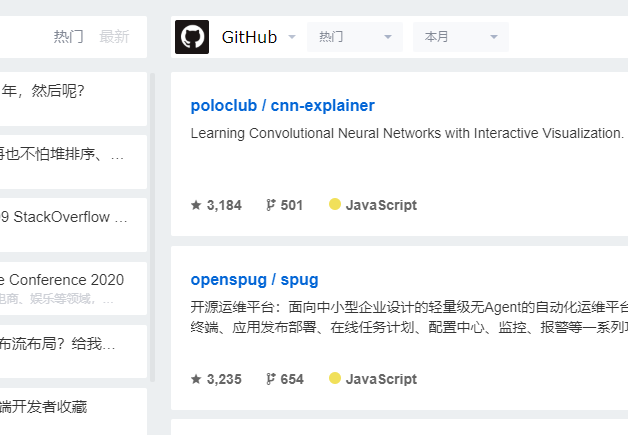 热门 最新
年，然后呢？
再也不怕堆排序、...
9 StackOverflow ...
e Conference 2020
电商、娱乐等领域，...
布流布局？给我...
端开发者收藏
GitHub 热门 本月
poloclub / cnn-explainer
Learning Convolutional Neural Networks with Interactive Visualization.
3,184 501 JavaScript
openspug / spug
开源运维平台：面向中小型企业设计的轻量级无Agent的自动化运维平台
终端、应用发布部署、在线任务计划、配置中心、监控、报警等一系列
3,235 654 JavaScript